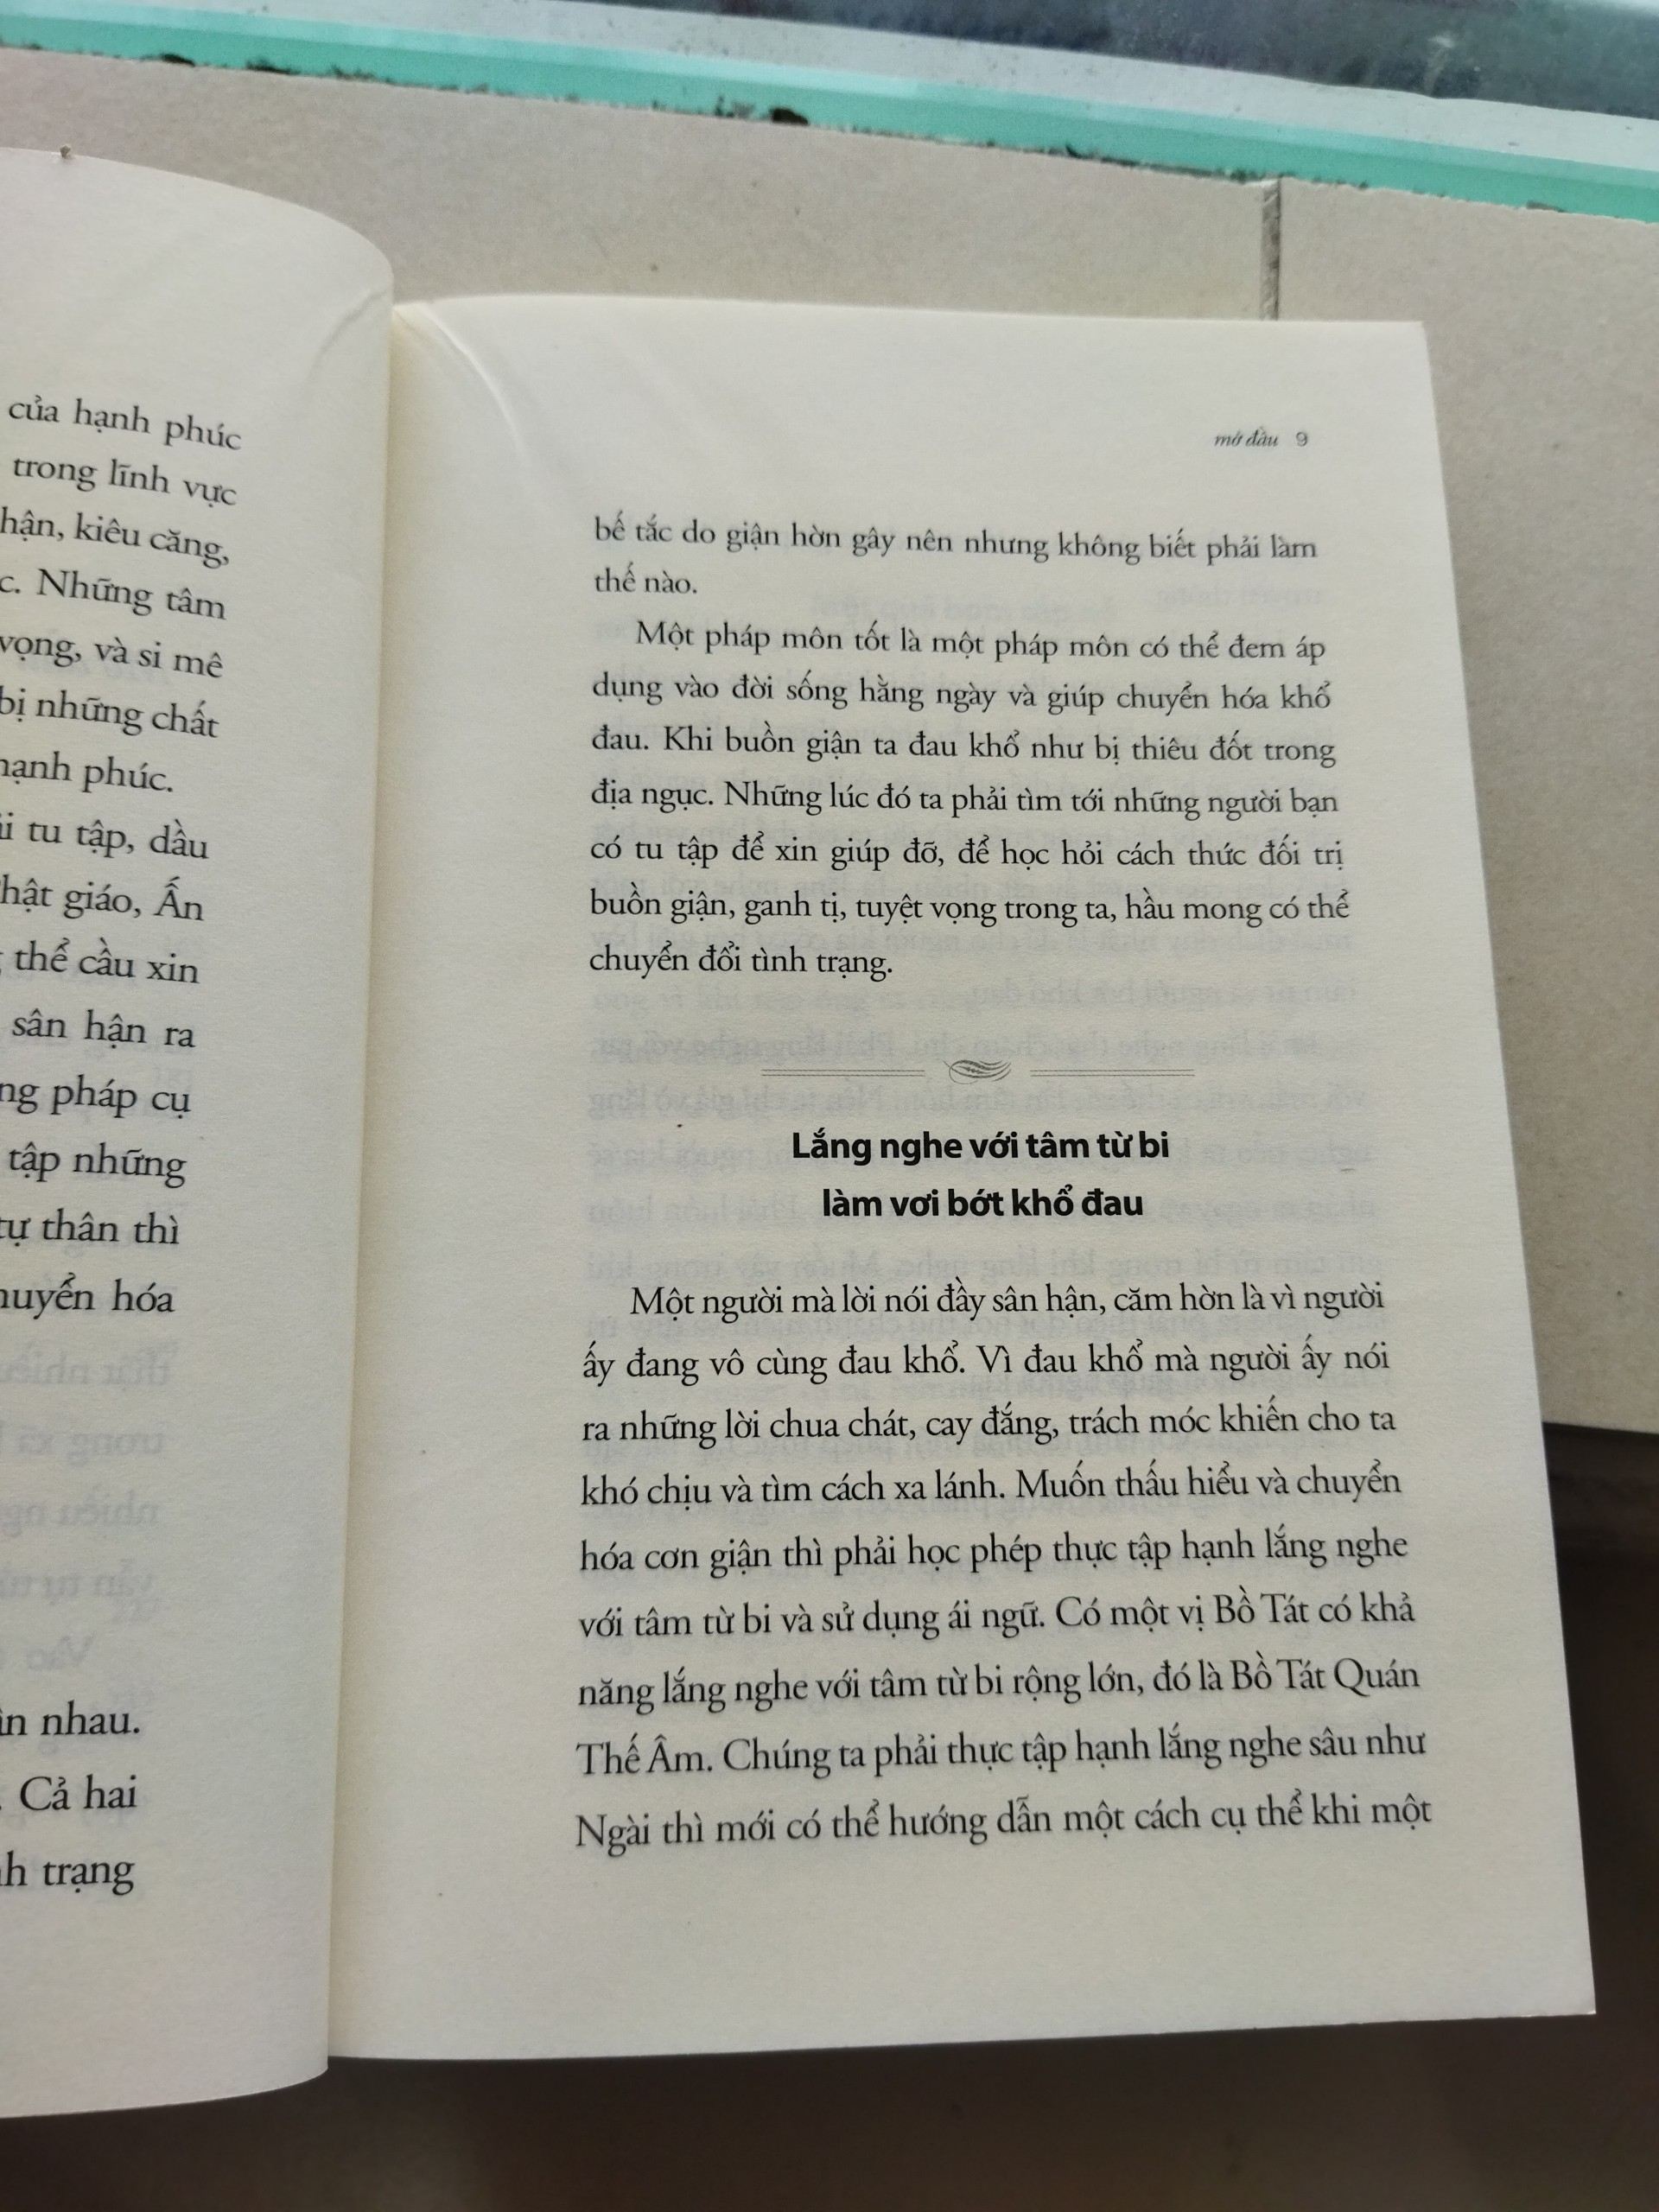 của hạnh phúc
trong lĩnh vực
hận, kiêu căng,
Những tâm
vọng, và si mê
bị những chất
hạnh phúc.
tu tập, dầu
giáo, Ấn
thể cầu xin
sân hận ra
pháp cụ
tập những
tự thân thì
hóa
nhau.
Cả hai
trạng
mở đầu 9
bế tắc do giận hờn gây nên nhưng không biết phải làm
thế nào.
Một pháp môn tốt là một pháp môn có thể đem áp
dụng vào đời sống hằng ngày và giúp chuyển hóa khổ
đau. Khi buồn giận ta đau khổ như bị thiêu đốt trong
địa ngục. Những lúc đó ta phải tìm tới những người bạn
có tu tập để xin giúp đỡ, để học hỏi cách thức đối trị
buồn giận, ganh tị, tuyệt vọng trong ta, hầu mong có thể
chuyển đổi tình trạng.
Lắng nghe với tâm từ bi
làm vơi bớt khổ đau
Một người mà lời nói đầy sân hận, căm hờn là vì người
ấy đang vô cùng đau khổ. Vì đau khổ mà người ấy nói
ra những lời chua chát, cay đắng, trách móc khiến cho ta
khó chịu và tìm cách xa lánh. Muốn thấu hiểu và chuyển
hóa cơn giận thì phải học phép thực tập hạnh lắng nghe
với tâm từ bi và sử dụng ái ngữ. Có một vị Bồ Tát có khả
năng lắng nghe với tâm từ bi rộng lớn, đó là Bồ Tát Quán
Thế Âm. Chúng ta phải thực tập hạnh lắng nghe sâu như
Ngài thì mới có thể hướng dẫn một cách cụ thể khi một